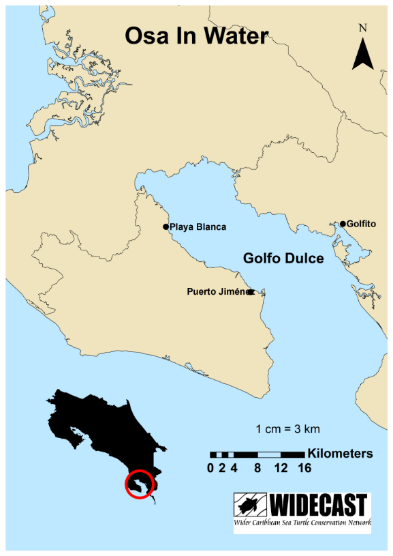 Osa In Water
N
Playa Blanca
Golfito
Golfo Dulce
Puerto Jiménez
1 cm = 3 km
Kilometers
0 2 4 8 12 16
WIDECAST
Wider Caribbean Sea Turtle Conservation Network